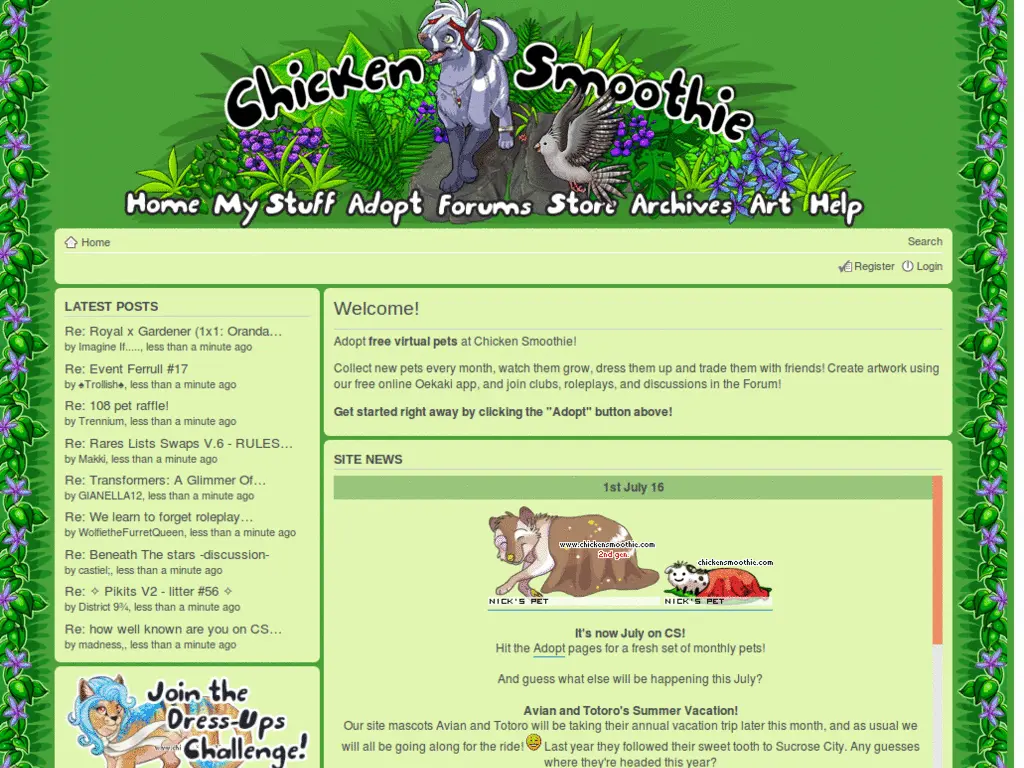 Chicken Smoothie
Home My Stuff Adopt Forums Store Archives Art Help
Home
Search
Register Login
LATEST POSTS
Re: Royal x Gardener (1x1: Oranda…
by Imagine If....., less than a minute ago
Re: Event Ferrull #17
by ♠Trollish♠, less than a minute ago
Re: 108 pet raffle!
by Trennium, less than a minute ago
Re: Rares Lists Swaps V.6 - RULES…
by Makki, less than a minute ago
Re: Transformers: A Glimmer Of…
by GIANELLA12, less than a minute ago
Re: We learn to forget roleplay…
by WolfietheFurretQueen, less than a minute ago
Re: Beneath The stars -discussion-
by castiel;, less than a minute ago
Re: ✧ Pikits V2 - litter #56 ✧
by District 9¾, less than a minute ago
Re: how well known are you on CS…
by madness,, less than a minute ago
Join the
Dress-Ups
Challenge!
Welcome!
Adopt free virtual pets at Chicken Smoothie!
Collect new pets every month, watch them grow, dress them up and trade them with friends! Create artwork using
our free online Oekaki app, and join clubs, roleplays, and discussions in the Forum!
Get started right away by clicking the "Adopt" button above!
SITE NEWS
1st July 16
www.chickensmoothie.com
2nd gen.
chickensmoothie.com
NICK'S PET
NICK'S PET
It's now July on CS!
Hit the Adopt pages for a fresh set of monthly pets!
And guess what else will be happening this July?
Avian and Totoro's Summer Vacation!
Our site mascots Avian and Totoro will be taking their annual vacation trip later this month, and as usual we
will all be going along for the ride! Last year they followed their sweet tooth to Sucrose City. Any guesses
where they're headed this year?